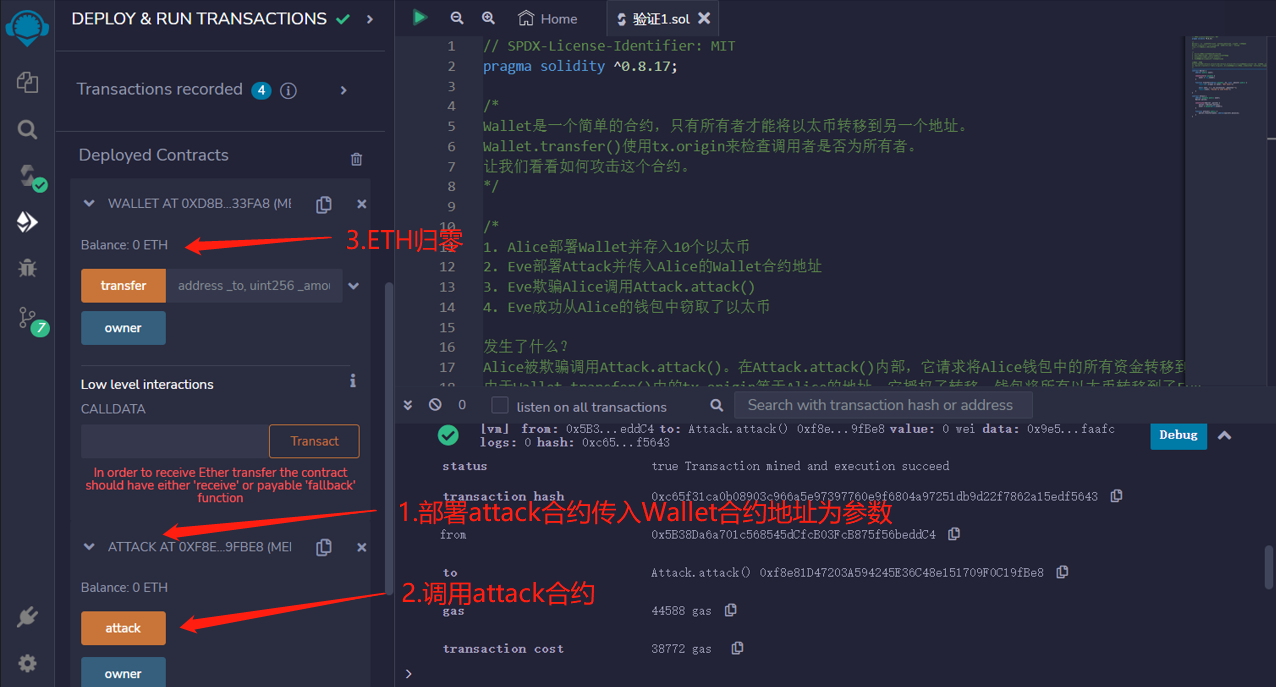 DEPLOY & RUN TRANSACTIONS
Transactions recorded 4 i
Deployed Contracts
WALLET AT 0XD8B...33FA8 (ME
Balance: 0 ETH
3.ETH归零
transfer address _to, uint256 _amou
owner
Low level interactions i
CALLDATA
Transact
In order to receive Ether transfer the contract
should have either 'receive' or payable 'fallback'
function
1.部署attack合约传入Wallet合约地址为参数
ATTACK AT 0XF8E...9FBE8 (MEI
Balance: 0 ETH
2.调用attack合约
attack
owner
7
Home
验证1.sol
1 // SPDX-License-Identifier: MIT
2 pragma solidity ^0.8.17;
3
4 /*
5 Wallet是一个简单的合约，只有所有者才能将以太币转移到另一个地址。
6 Wallet.transfer()使用tx.origin来检查调用者是否为所有者。
7 让我们看看如何攻击这个合约。
8 */
9
10 /*
11 1. Alice部署Wallet并存入10个以太币
12 2. Eve部署Attack并传入Alice的Wallet合约地址
13 3. Eve欺骗Alice调用Attack.attack()
14 4. Eve成功从Alice的钱包中窃取了以太币
15
16 发生了什么？
17 Alice被欺骗调用Attack.attack()。在Attack.attack()内部，它请求将Alice钱包中的所有资金转移到
0 listen on all transactions Search with transaction hash or address
[vm] from: 0x5B3...eddC4 to: Attack.attack() 0xf8e...9fBe8 value: 0 wei data: 0x9e5...faafc
logs: 0 hash: 0xc65...f5643
Debug
status true Transaction mined and execution succeed
transaction hash 0xc65f31ca0b08903c966a5e97397760e9f6804a97251db9d22f7862a15edf5643
from 0x5B38Da6a701c568545dCfcB03FcB875f56beddC4
to Attack.attack() 0xf8e81D47203A594245E36C48e151709F0C19fBe8
gas 44588 gas
transaction cost 38772 gas
>